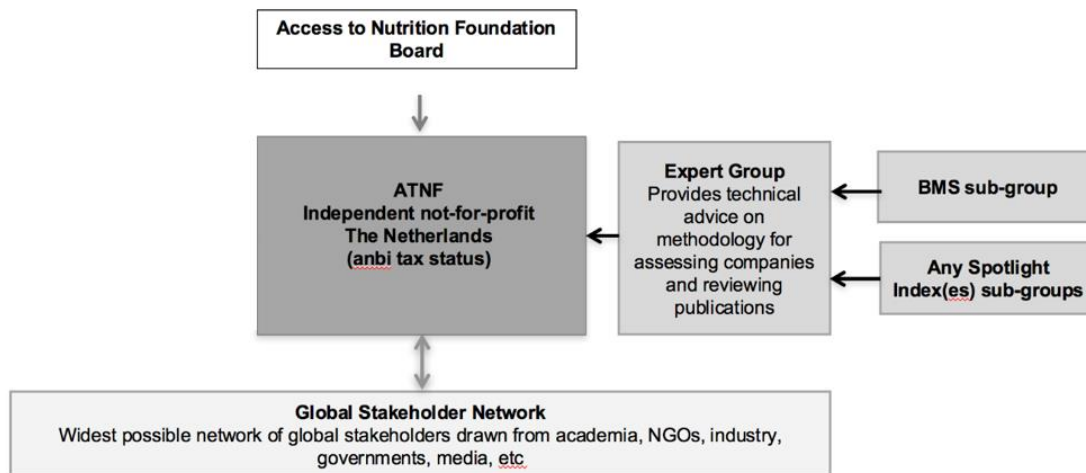 Access to Nutrition Foundation
Board
ATNF
Independent not-for-profit
The Netherlands
(anbi tax status)
Expert Group
Provides technical
advice on
methodology for
assessing companies
and reviewing
publications
BMS sub-group
Any Spotlight
Index(es) sub-groups
Global Stakeholder Network
Widest possible network of global stakeholders drawn from academia, NGOs, industry,
governments, media, etc